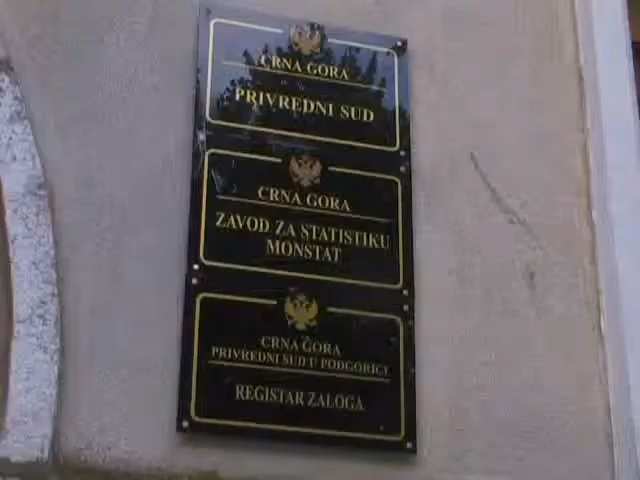 CRNA GORA
PRIVREDNI SUD
CRNA GORA
ZAVOD ZA STATISTIKU
MONSTAT
CRNA GORA
PRIVREDNI SUD U PODGORICI
REGISTAR ZALOGA